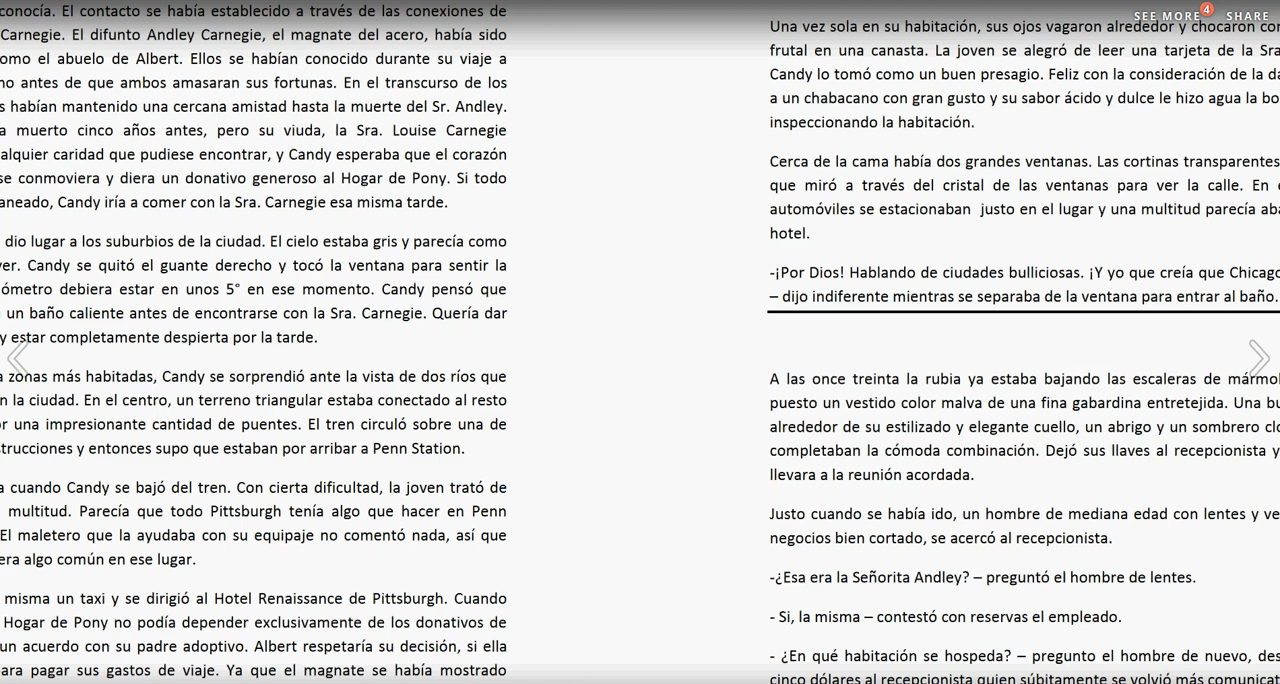 conocía. El contacto se había establecido a través de las conexiones de
Carnegie. El difunto Andley Carnegie, el magnate del acero, había sido
omo el abuelo de Albert. Ellos se habían conocido durante su viaje a
no antes de que ambos amasaran sus fortunas. En el transcurso de los
s habían mantenido una cercana amistad hasta la muerte del Sr. Andley.
a muerto cinco años antes, pero su viuda, la Sra. Louise Carnegie
alquier caridad que pudiese encontrar, y Candy esperaba que el corazón
se conmoviera y diera un donativo generoso al Hogar de Pony. Si todo
aneado, Candy iría a comer con la Sra. Carnegie esa misma tarde.
dio lugar a los suburbios de la ciudad. El cielo estaba gris y parecía como
ver. Candy se quitó el guante derecho y tocó la ventana para sentir la
ómetro debiera estar en unos 5° en ese momento. Candy pensó que
un baño caliente antes de encontrarse con la Sra. Carnegie. Quería dar
y estar completamente despierta por la tarde.
a zonas más habitadas, Candy se sorprendió ante la vista de dos ríos que
n la ciudad. En el centro, un terreno triangular estaba conectado al resto
or una impresionante cantidad de puentes. El tren circuló sobre una de
strucciones y entonces supo que estaban por arribar a Penn Station.
a cuando Candy se bajó del tren. Con cierta dificultad, la joven trató de
multitud. Parecía que todo Pittsburgh tenía algo que hacer en Penn
El maletero que la ayudaba con su equipaje no comentó nada, así que
era algo común en ese lugar.
misma un taxi y se dirigió al Hotel Renaissance de Pittsburgh. Cuando
Hogar de Pony no podía depender exclusivamente de los donativos de
un acuerdo con su padre adoptivo. Albert respetaría su decisión, si ella
ara pagar sus gastos de viaje. Ya que el magnate se había mostrado
SEE MORE 4 SHARE
Una vez sola en su habitación, sus ojos vagaron alrededor y chocaron con
frutal en una canasta. La joven se alegró de leer una tarjeta de la Sra
Candy lo tomó como un buen presagio. Feliz con la consideración de la da
a un chabacano con gran gusto y su sabor ácido y dulce le hizo agua la bo
inspeccionando la habitación.
Cerca de la cama había dos grandes ventanas. Las cortinas transparentes
que miró a través del cristal de las ventanas para ver la calle. En e
automóviles se estacionaban justo en el lugar y una multitud parecía aba
hotel.
-¡Por Dios! Hablando de ciudades bulliciosas. ¡Y yo que creía que Chicago
– dijo indiferente mientras se separaba de la ventana para entrar al baño.
A las once treinta la rubia ya estaba bajando las escaleras de mármol
puesto un vestido color malva de una fina gabardina entretejida. Una bu
alrededor de su estilizado y elegante cuello, un abrigo y un sombrero clo
completaban la cómoda combinación. Dejó sus llaves al recepcionista y
llevara a la reunión acordada.
Justo cuando se había ido, un hombre de mediana edad con lentes y ve
negocios bien cortado, se acercó al recepcionista.
-¿Esa era la Señorita Andley? – preguntó el hombre de lentes.
- Si, la misma – contestó con reservas el empleado.
- ¿En qué habitación se hospeda? – pregunto el hombre de nuevo, des
cinco dólares al recepcionista quien súbitamente se volvió más comunicat